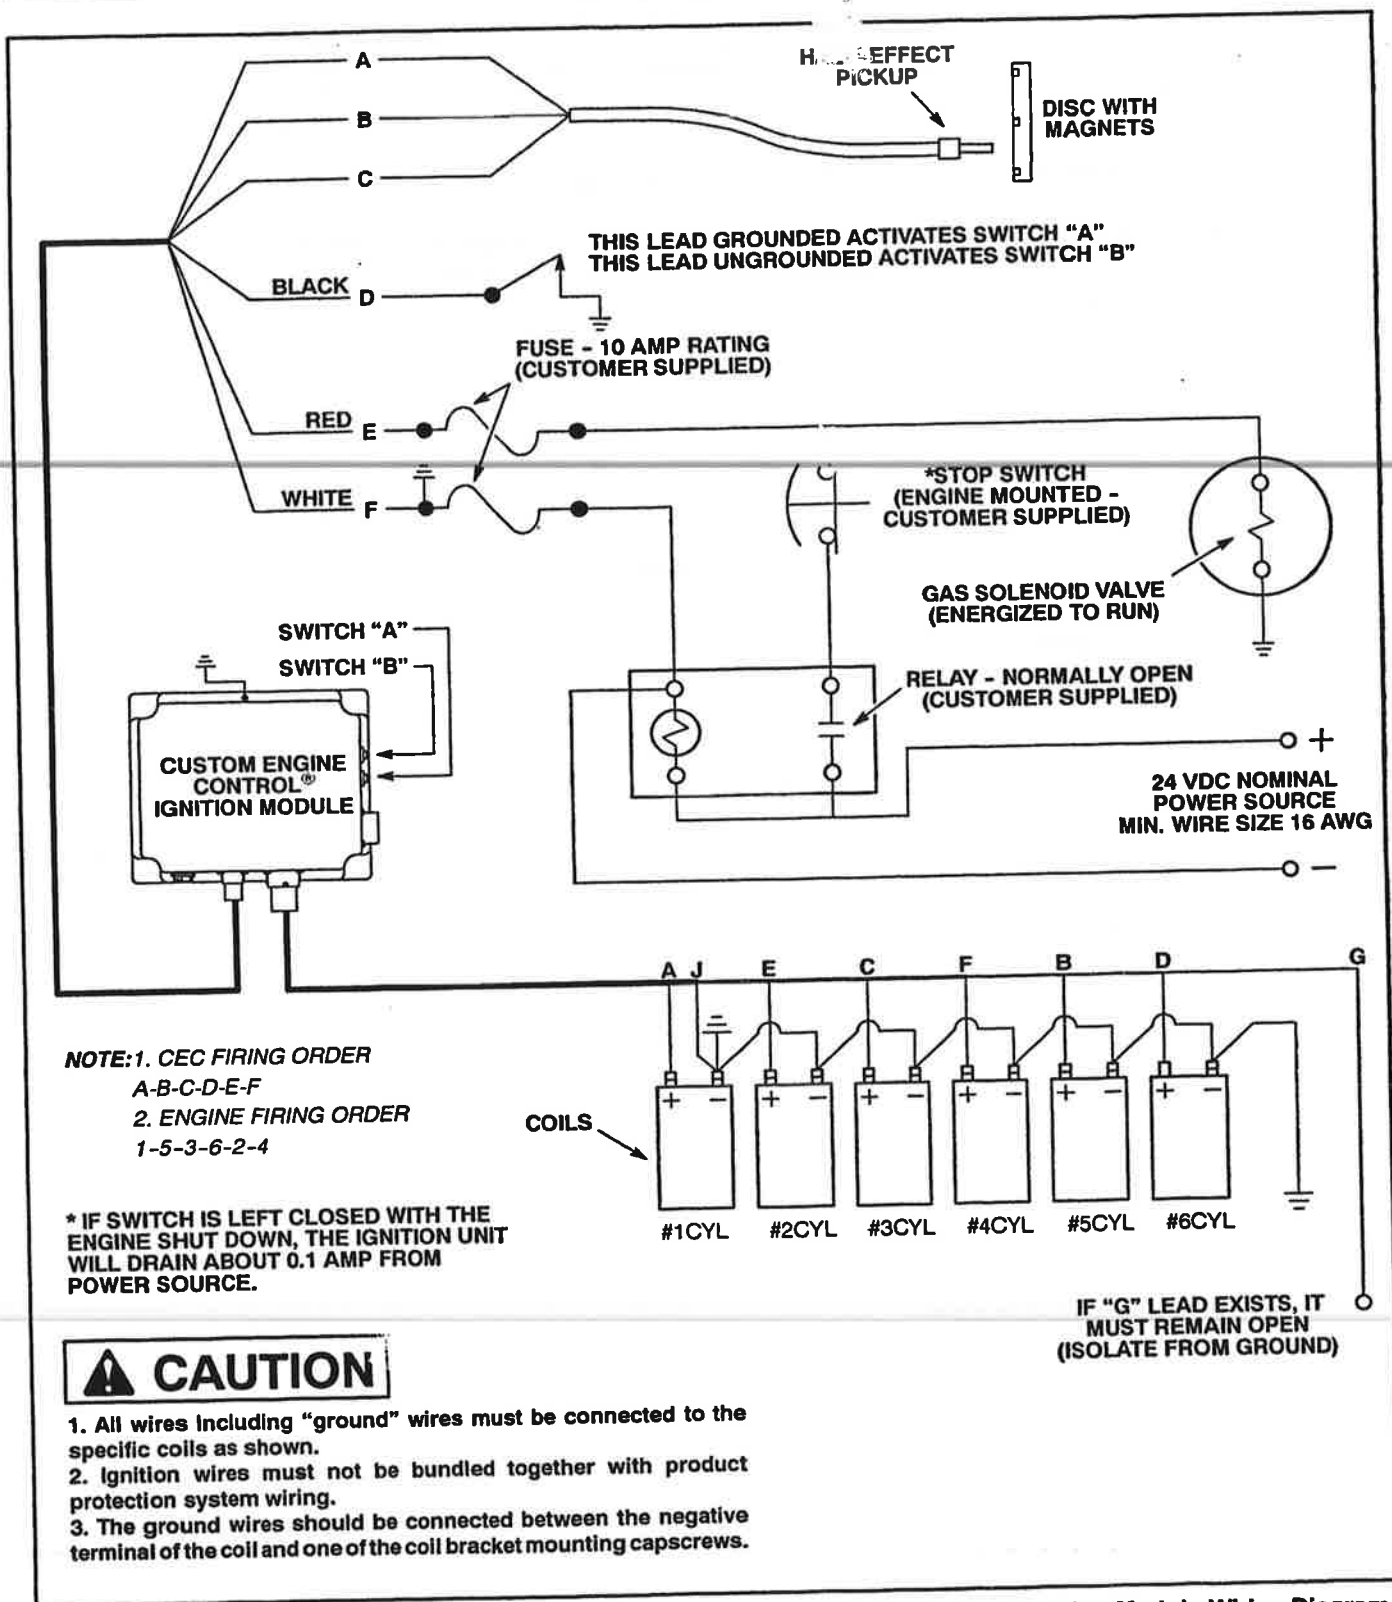 A
EFFECT
PICKUP
DISC WITH
MAGNETS
B
C
THIS LEAD GROUNDED ACTIVATES SWITCH “A”
THIS LEAD UNGROUNDED ACTIVATES SWITCH “B”
BLACK D
FUSE - 10 AMP RATING
(CUSTOMER SUPPLIED)
RED E
WHITE F
*STOP SWITCH
(ENGINE MOUNTED -
CUSTOMER SUPPLIED)
GAS SOLENOID VALVE
(ENERGIZED TO RUN)
SWITCH “A”
SWITCH “B”
RELAY - NORMALLY OPEN
(CUSTOMER SUPPLIED)
CUSTOM ENGINE
CONTROL®
IGNITION MODULE
+
24 VDC NOMINAL
POWER SOURCE
MIN. WIRE SIZE 16 AWG
−
A J E C F B D G
NOTE: 1. CEC FIRING ORDER
A-B-C-D-E-F
2. ENGINE FIRING ORDER
1-5-3-6-2-4
COILS
+ − + − + − + − + − + −
#1CYL #2CYL #3CYL #4CYL #5CYL #6CYL
* IF SWITCH IS LEFT CLOSED WITH THE
ENGINE SHUT DOWN, THE IGNITION UNIT
WILL DRAIN ABOUT 0.1 AMP FROM
POWER SOURCE.
IF “G” LEAD EXISTS, IT
MUST REMAIN OPEN
(ISOLATE FROM GROUND)
CAUTION
1. All wires including “ground” wires must be connected to the
specific coils as shown.
2. Ignition wires must not be bundled together with product
protection system wiring.
3. The ground wires should be connected between the negative
terminal of the coil and one of the coil bracket mounting capscrews.
Wiring Diagram